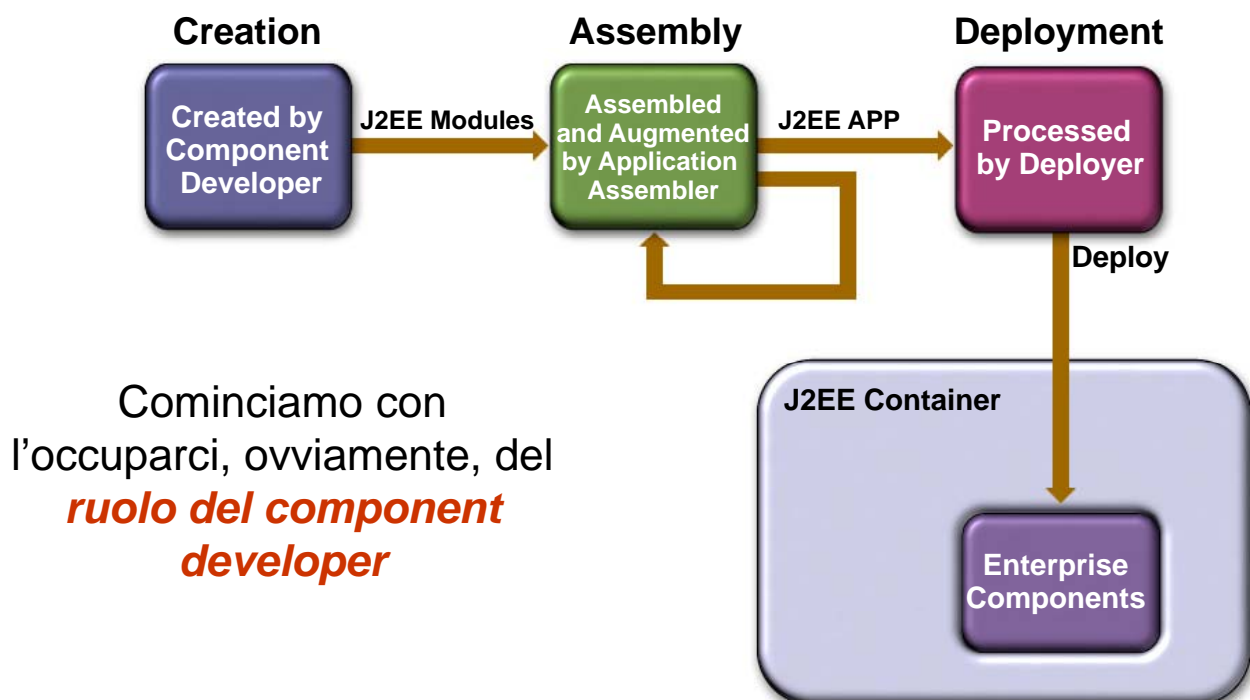 Creation
Assembly
Deployment
Created by
Component
Developer
J2EE Modules
Assembled
and Augmented
by Application
Assembler
J2EE APP
Processed
by Deployer
Deploy
Cominciamo con
l'occuparci, ovviamente, del
ruolo del component
developer
J2EE Container
Enterprise
Components